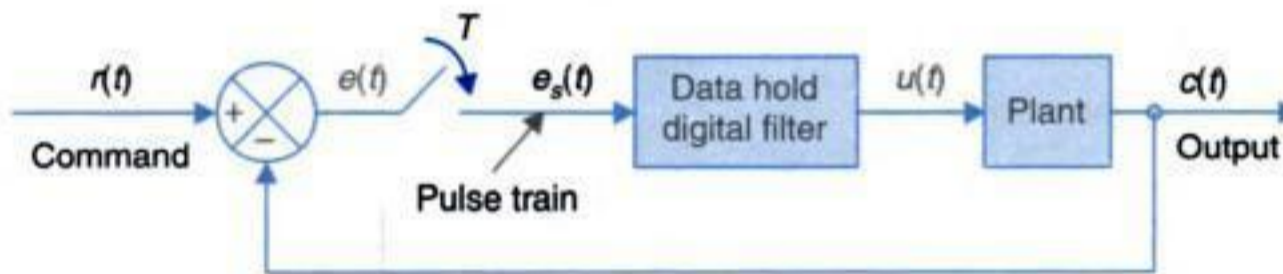 T
r(t)
e(t)
e_s(t)
Data hold
digital filter
u(t)
Plant
c(t)
+
−
Command
Output
Pulse train